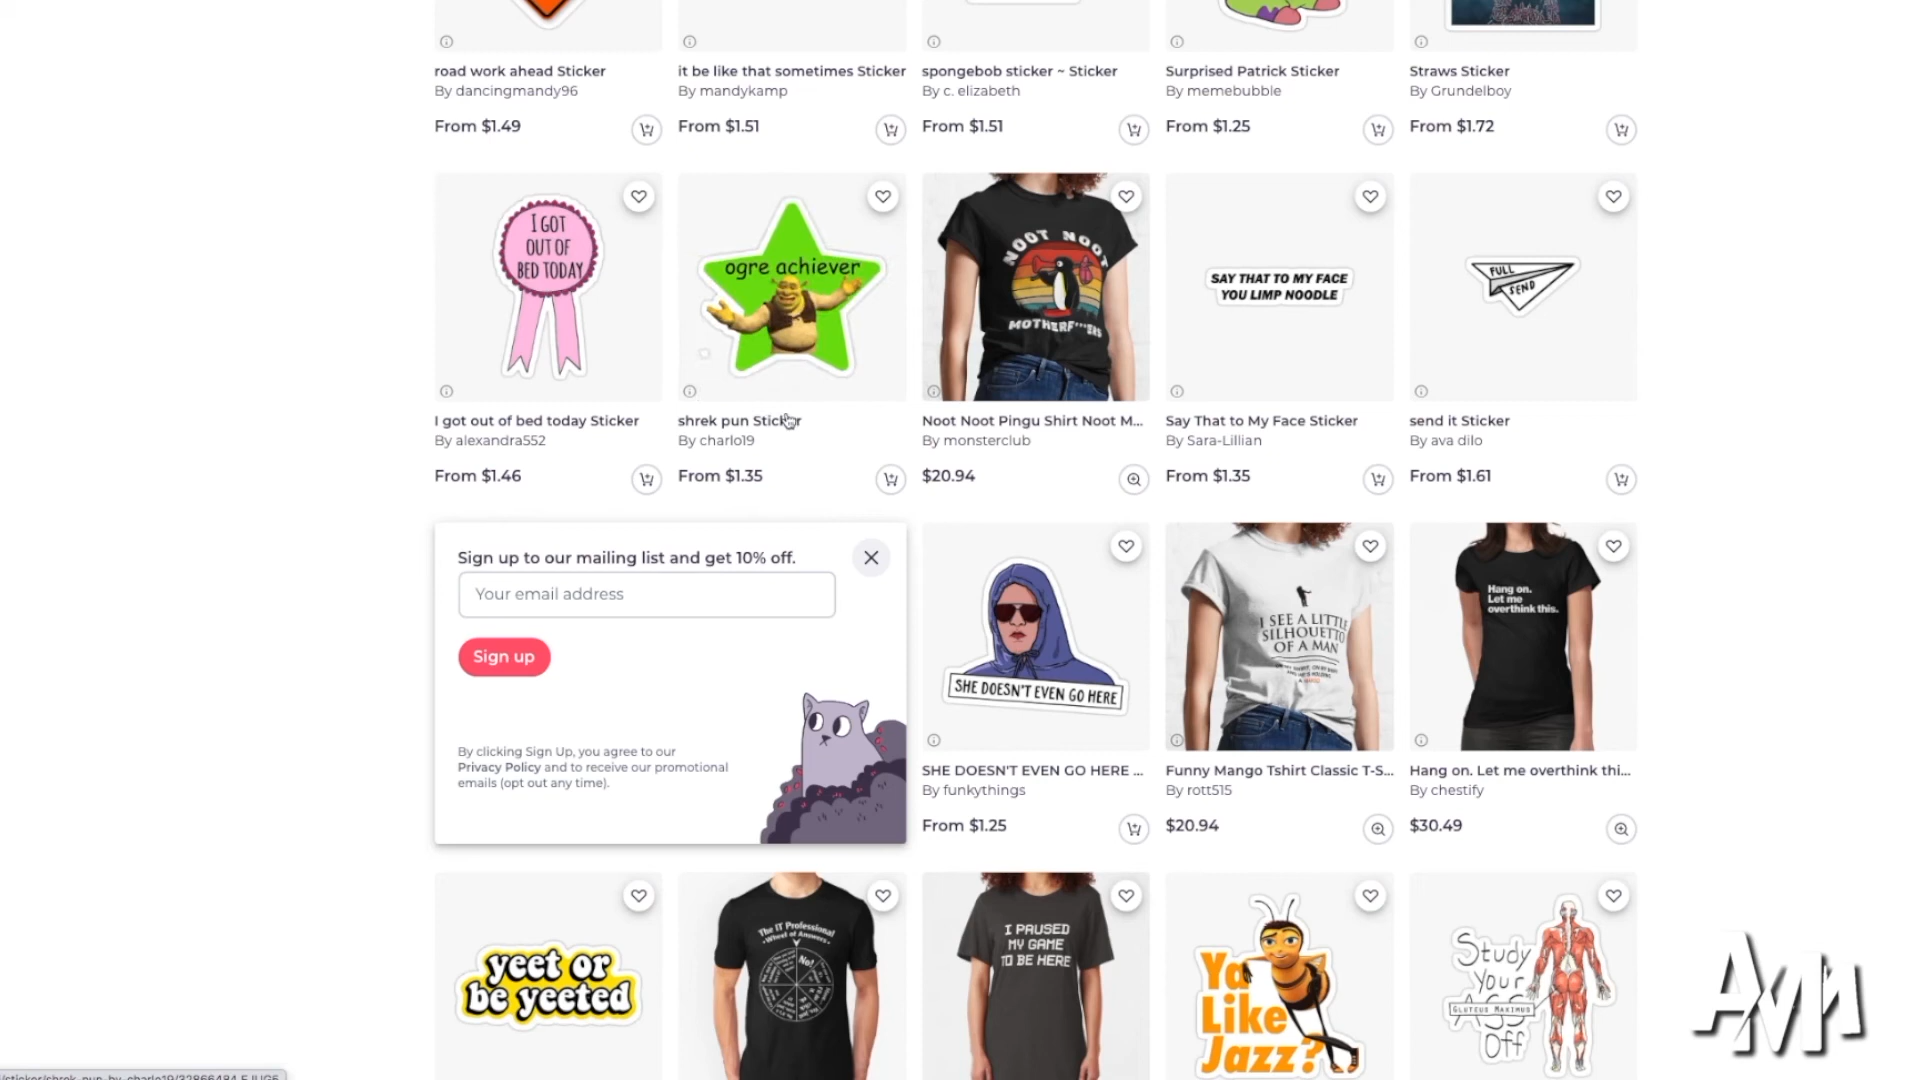 road work ahead Sticker
By dancingmandy96
From $1.49
it be like that sometimes Sticker
By mandykamp
From $1.51
spongebob sticker ~ Sticker
By c. elizabeth
From $1.51
Surprised Patrick Sticker
By memebubble
From $1.25
Straws Sticker
By Grundelboy
From $1.72
I GOT
OUT OF
BED TODAY
I got out of bed today Sticker
By alexandra552
From $1.46
ogre achiever
shrek pun Sticker
By charlo19
From $1.35
NOOT NOOT
MOTHERF***ERS
Noot Noot Pingu Shirt Noot M...
By monsterclub
$20.94
SAY THAT TO MY FACE
YOU LIMP NOODLE
Say That to My Face Sticker
By Sara-Lillian
From $1.35
FULL
SEND
send it Sticker
By ava dilo
From $1.61
Sign up to our mailing list and get 10% off.
Your email address
Sign up
By clicking Sign Up, you agree to our
Privacy Policy and to receive our promotional
emails (opt out any time).
SHE DOESN'T EVEN GO HERE
SHE DOESN'T EVEN GO HERE ...
By funkythings
From $1.25
I SEE A LITTLE
SILHOUETTO
OF A MAN
Funny Mango Tshirt Classic T-S...
By rott515
$20.94
Hang on.
Let me
overthink this.
Hang on. Let me overthink thi...
By chestify
$30.49
yeet or
be yeeted
The IT Professional
Wheel of Answers
No!
I PAUSED
MY GAME
TO BE HERE
Ya
Like
Jazz?
Study
Your
ASS
GLUTEUS MAXIMUS
Off
AVM